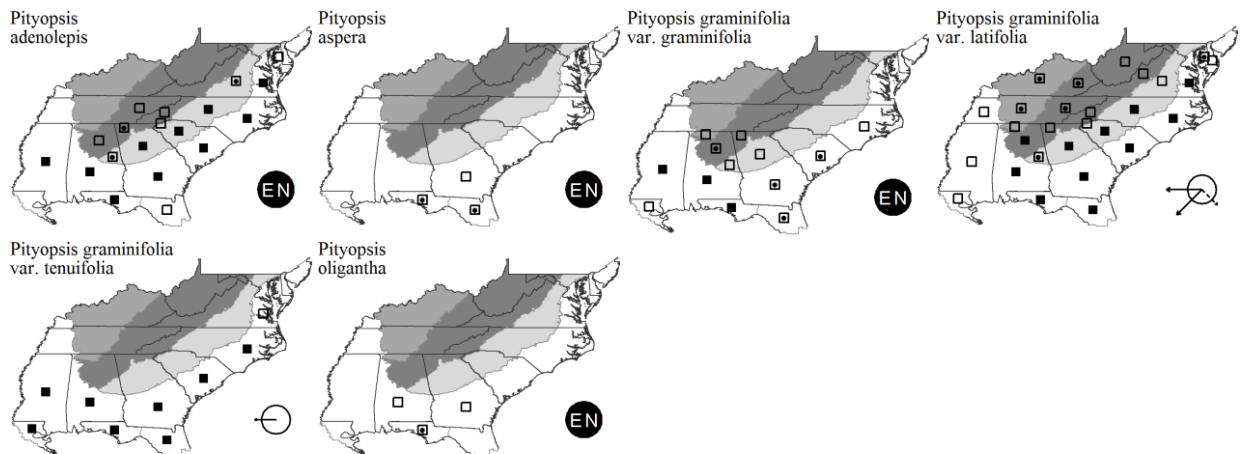 Pityopsis
adenolepis
EN
Pityopsis
aspera
EN
Pityopsis graminifolia
var. graminifolia
EN
Pityopsis graminifolia
var. latifolia
Pityopsis graminifolia
var. tenuifolia
Pityopsis
oligantha
EN